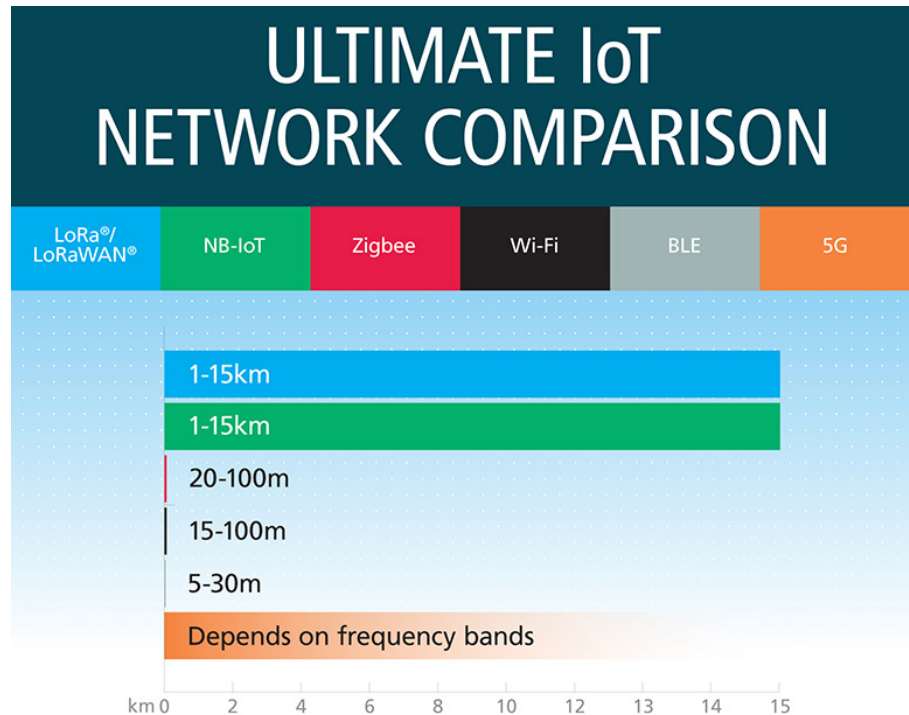 ULTIMATE IoT
NETWORK COMPARISON
LoRa®/
LoRaWAN®
NB-IoT
Zigbee
Wi-Fi
BLE
5G
1-15km
1-15km
20-100m
15-100m
5-30m
Depends on frequency bands
km 0 2 4 6 8 10 12 13 14 15